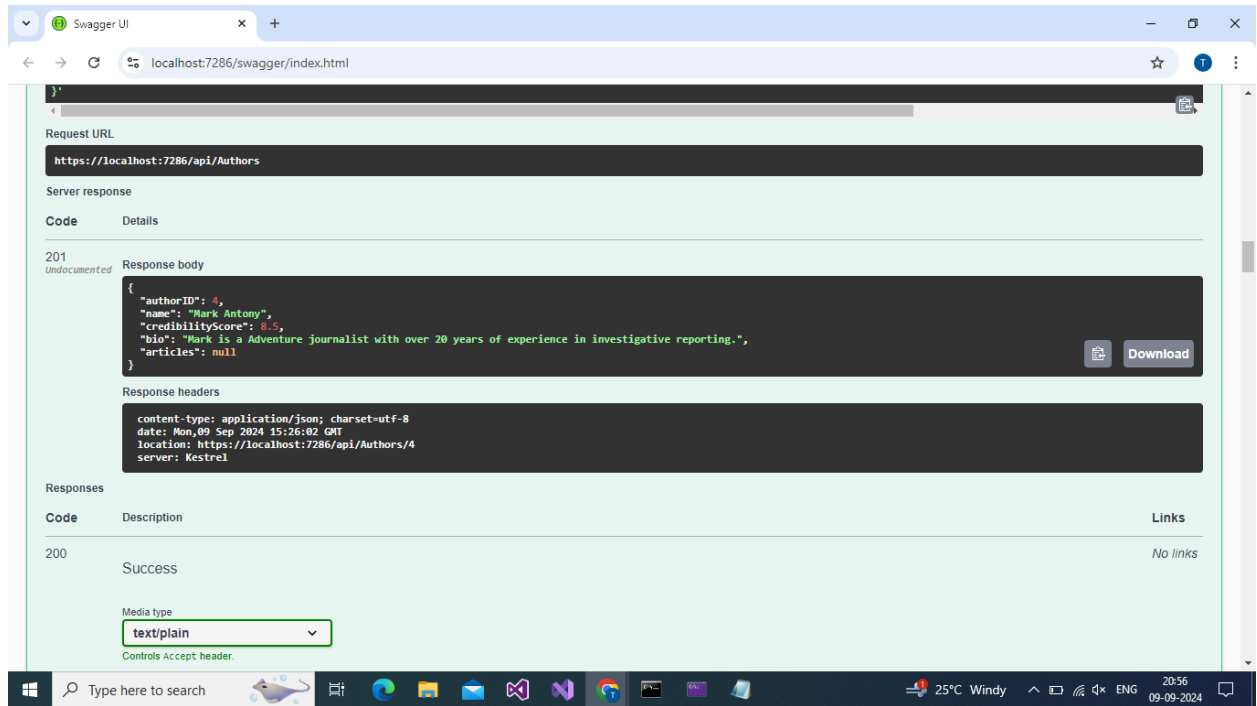 Swagger UI
localhost:7286/swagger/index.html
T
}'
Request URL
https://localhost:7286/api/Authors
Server response
Code Details
201
Undocumented
Response body
{
"authorID": 4,
"name": "Mark Antony",
"credibilityScore": 8.5,
"bio": "Mark is a Adventure journalist with over 20 years of experience in investigative reporting.",
"articles": null
}
Download
Response headers
content-type: application/json; charset=utf-8
date: Mon,09 Sep 2024 15:26:02 GMT
location: https://localhost:7286/api/Authors/4
server: Kestrel
Responses
Code Description Links
200 No links
Success
Media type
text/plain
Controls Accept header.
Type here to search 25°C Windy ENG 20:56
09-09-2024